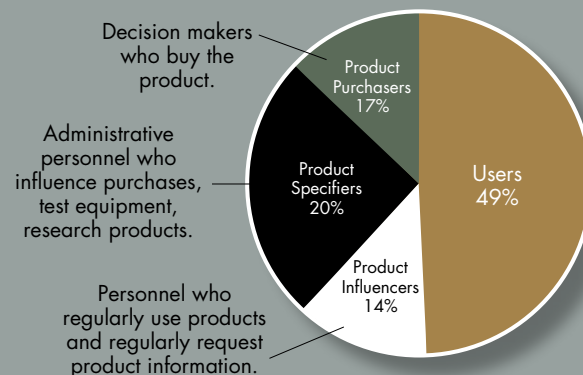 Decision makers
who buy the
product.
Product
Purchasers
17%
Administrative
personnel who
influence purchases,
test equipment,
research products.
Product
Specifiers
20%
Users
49%
Product
Influencers
14%
Personnel who
regularly use products
and regularly request
product information.